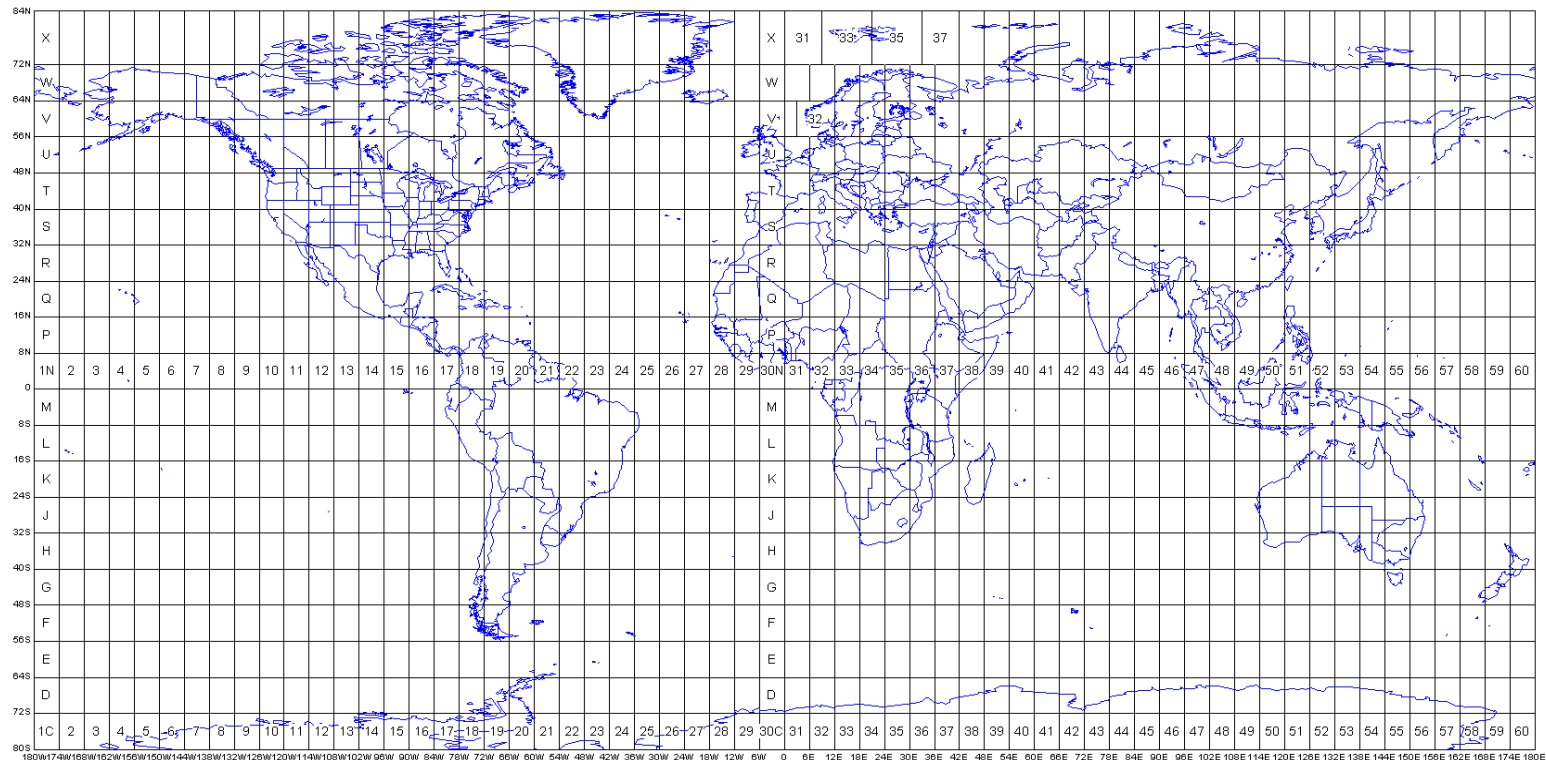 84N
X X 31 33 35 37
72N
W W
64N
V V 32
56N
U U
48N
T T
40N
S S
32N
R R
24N
Q Q
16N
P P
8N
1N 2 3 4 5 6 7 8 9 10 11 12 13 14 15 16 17 18 19 20 21 22 23 24 25 26 27 28 29 30N 31 32 33 34 35 36 37 38 39 40 41 42 43 44 45 46 47 48 49 50 51 52 53 54 55 56 57 58 59 60
0
M M
8S
L L
16S
K K
24S
J J
32S
H H
40S
G G
48S
F F
56S
E E
64S
D D
72S
1C 2 3 4 5 6 7 8 9 10 11 12 13 14 15 16 17 18 19 20 21 22 23 24 25 26 27 28 29 30C 31 32 33 34 35 36 37 38 39 40 41 42 43 44 45 46 47 48 49 50 51 52 53 54 55 56 57 58 59 60
80S
180W 174W 168W 162W 156W 150W 144W 138W 132W 126W 120W 114W 108W 102W 96W 90W 84W 78W 72W 66W 60W 54W 48W 42W 36W 30W 24W 18W 12W 6W 0 6E 12E 18E 24E 30E 36E 42E 48E 54E 60E 66E 72E 78E 84E 90E 96E 102E 108E 114E 120E 126E 132E 138E 144E 150E 156E 162E 168E 174E 180E